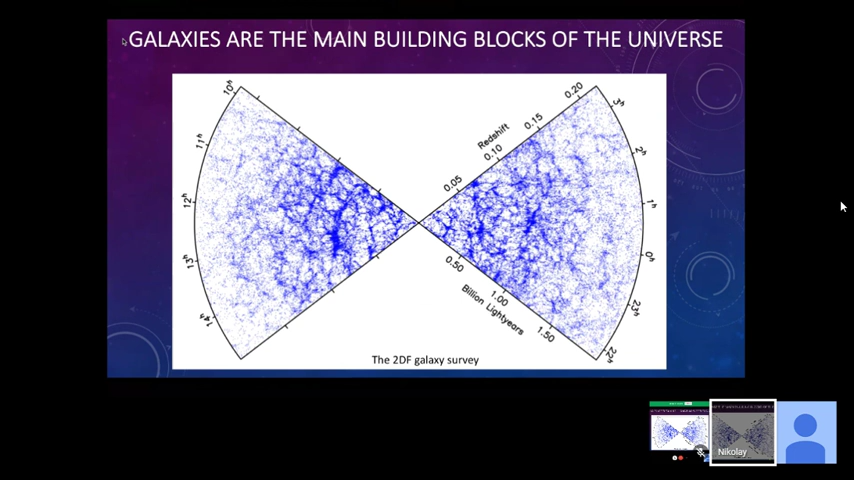 GALAXIES ARE THE MAIN BUILDING BLOCKS OF THE UNIVERSE
10ʰ
11ʰ
12ʰ
13ʰ
14ʰ
Redshift
0.05
0.10
0.15
0.20
3ʰ
2ʰ
1ʰ
0ʰ
23ʰ
22ʰ
0.50
1.00
1.50
Billion Lightyears
The 2DF galaxy survey
Nikolay